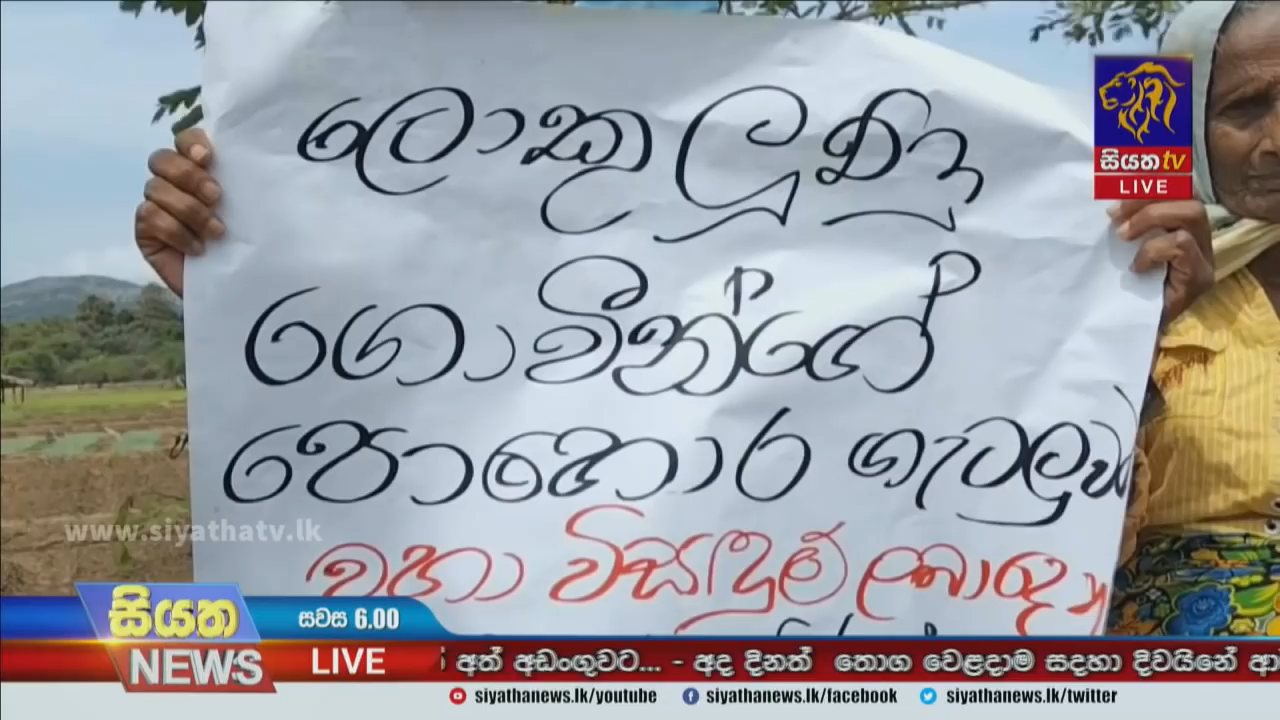 ලොකු ලූණු
ගොවීන්ගේ
පොහොර ගැටලුව
වහා විසඳුම් ලබාදෙනු
සියත tv
LIVE
www.siyathatv.lk
සියත
NEWS
සවස 6.00
LIVE
අත් අඩංගුවට... - අද දිනත් තොග වෙළඳාම සඳහා දිවයිනේ
siyathanews.lk/youtube
siyathanews.lk/facebook
siyathanews.lk/twitter